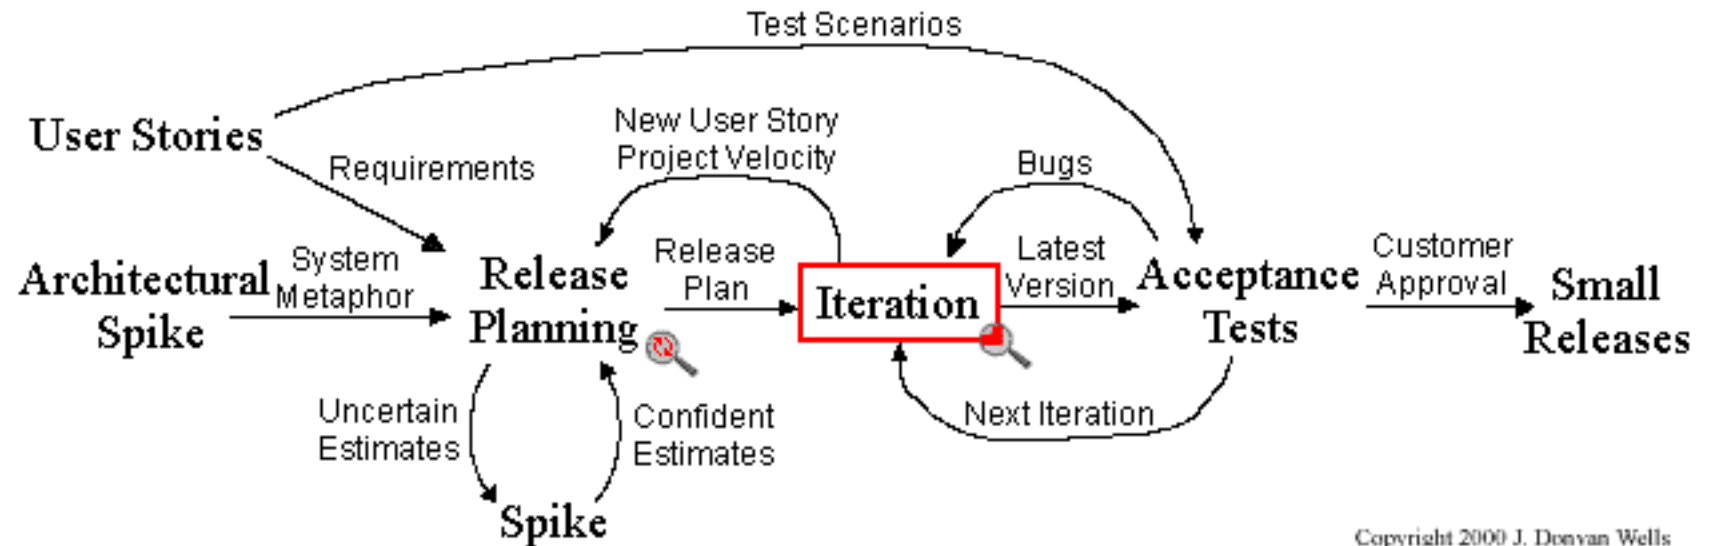 Test Scenarios
User Stories
Requirements
New User Story
Project Velocity
Bugs
Architectural
Spike
System
Metaphor
Release
Planning
Release
Plan
Iteration
Latest
Version
Acceptance
Tests
Customer
Approval
Small
Releases
Uncertain
Estimates
Confident
Estimates
Next Iteration
Spike
Copyright 2000 J. Donvan Wells